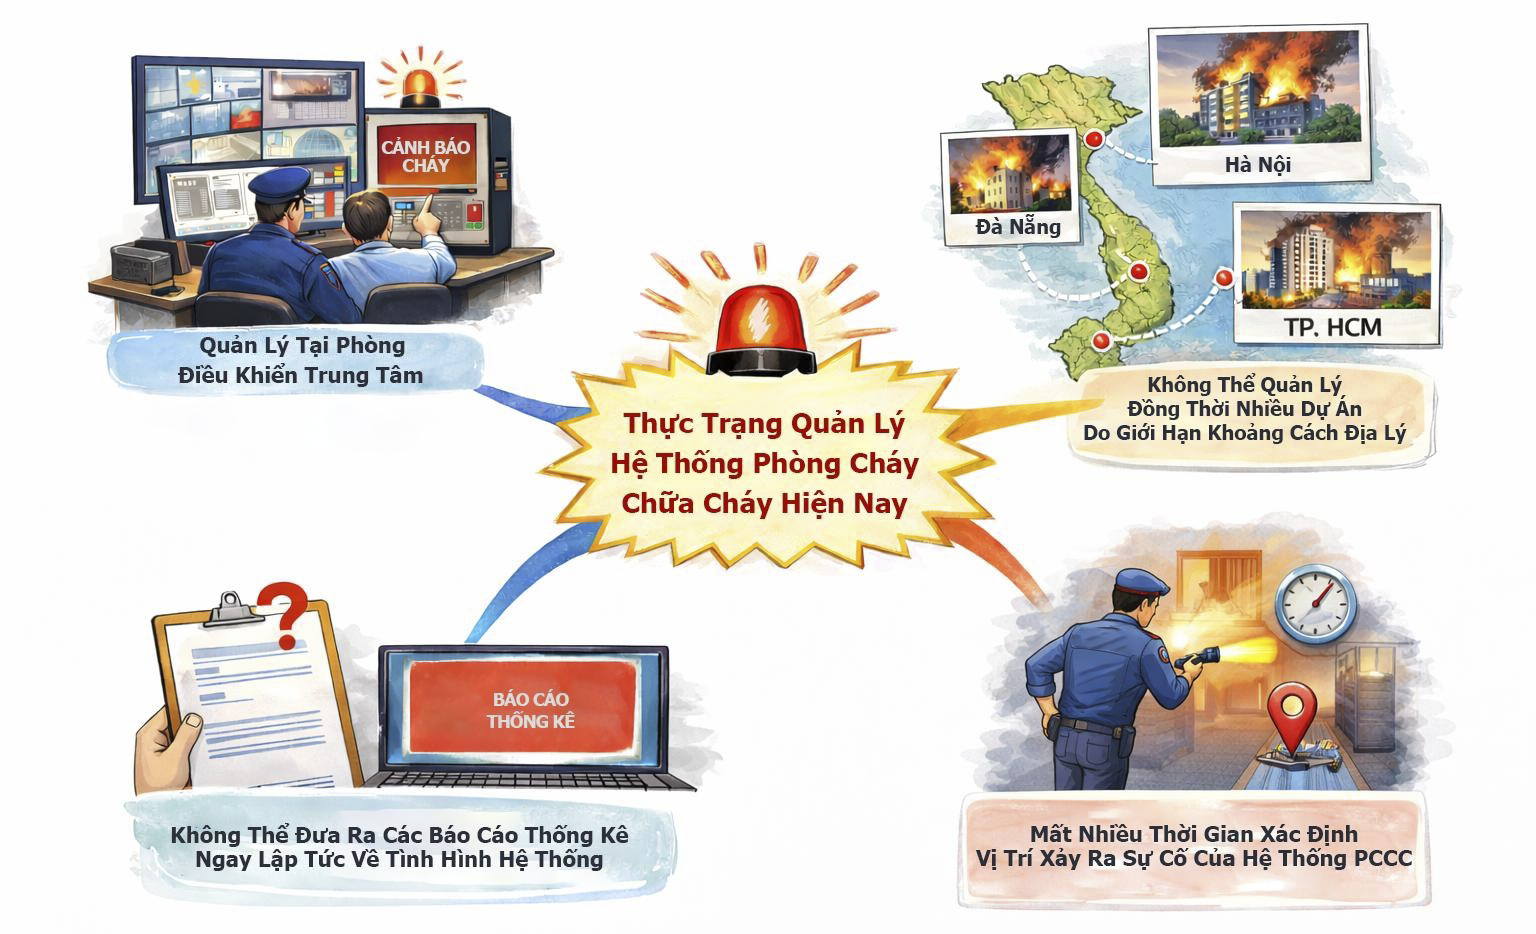 CẢNH BÁO
CHÁY
Quản Lý Tại Phòng
Điều Khiển Trung Tâm
Hà Nội
Đà Nẵng
TP. HCM
Không Thể Quản Lý
Đồng Thời Nhiều Dự Án
Do Giới Hạn Khoảng Cách Địa Lý
Thực Trạng Quản Lý
Hệ Thống Phòng Cháy
Chữa Cháy Hiện Nay
BÁO CÁO
THỐNG KÊ
Không Thể Đưa Ra Các Báo Cáo Thống Kê
Ngay Lập Tức Về Tình Hình Hệ Thống
Mất Nhiều Thời Gian Xác Định
Vị Trí Xảy Ra Sự Cố Của Hệ Thống PCCC